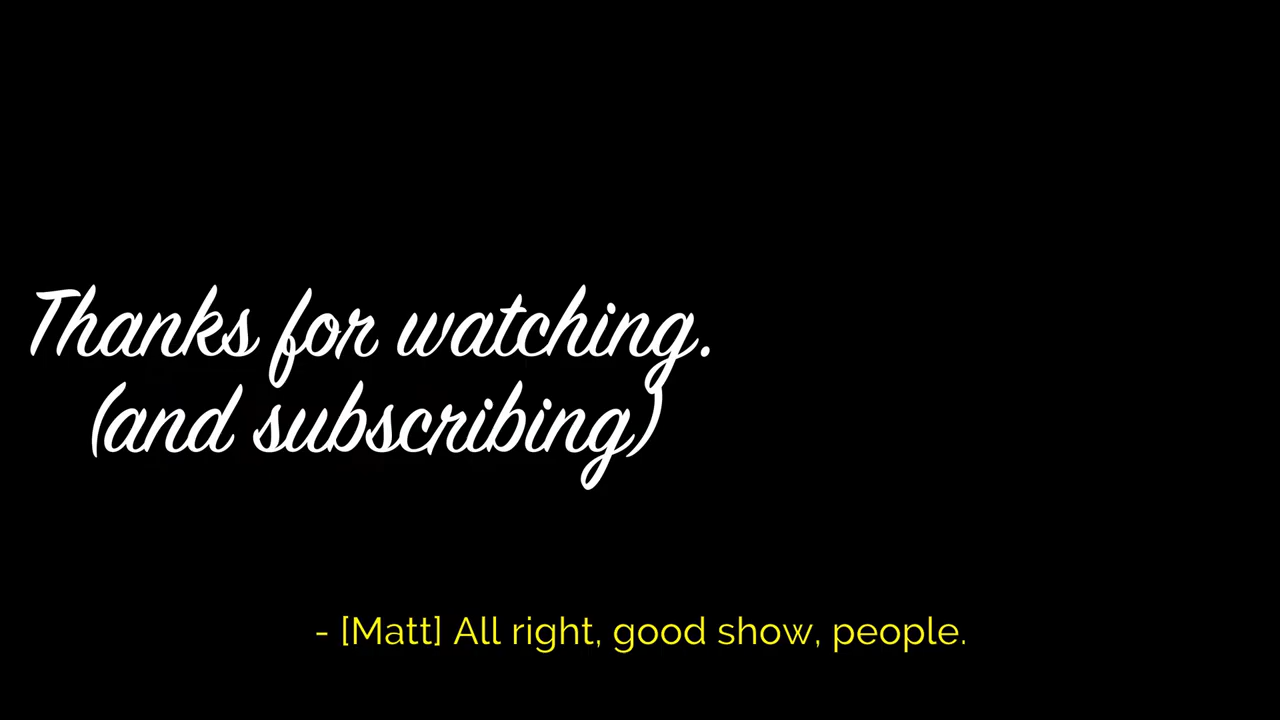 Thanks for watching.
(and subscribing)
- [Matt] All right, good show, people.